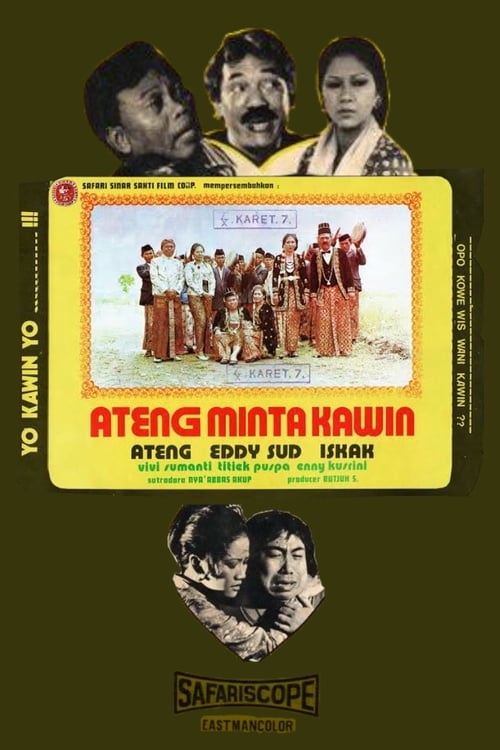 SAFARI SINAR SAKTI FILM CORP. mempersembahkan :
KARET. 7.
KARET. 7.
YO KAWIN YO ........... !!!
OPO KOWE WIS WANI KAWIN ??
ATENG MINTA KAWIN
ATENG EDDY SUD ISKAK
vivi sumanti titiek puspa enny kusrini
sutradara NYA'ABBAS AKUP producer RUTJUH S.
SAFARISCOPE
EASTMANCOLOR